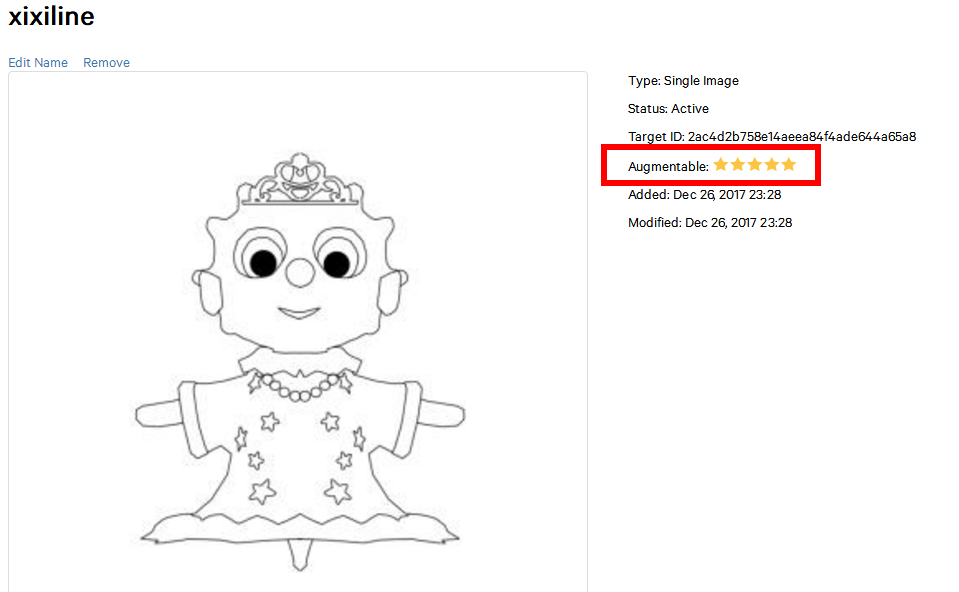 xixiline
Edit Name Remove
Type: Single Image
Status: Active
Target ID: 2ac4d2b758e14aeea84f4ade644a65a8
Augmentable:
Added: Dec 26, 2017 23:28
Modified: Dec 26, 2017 23:28